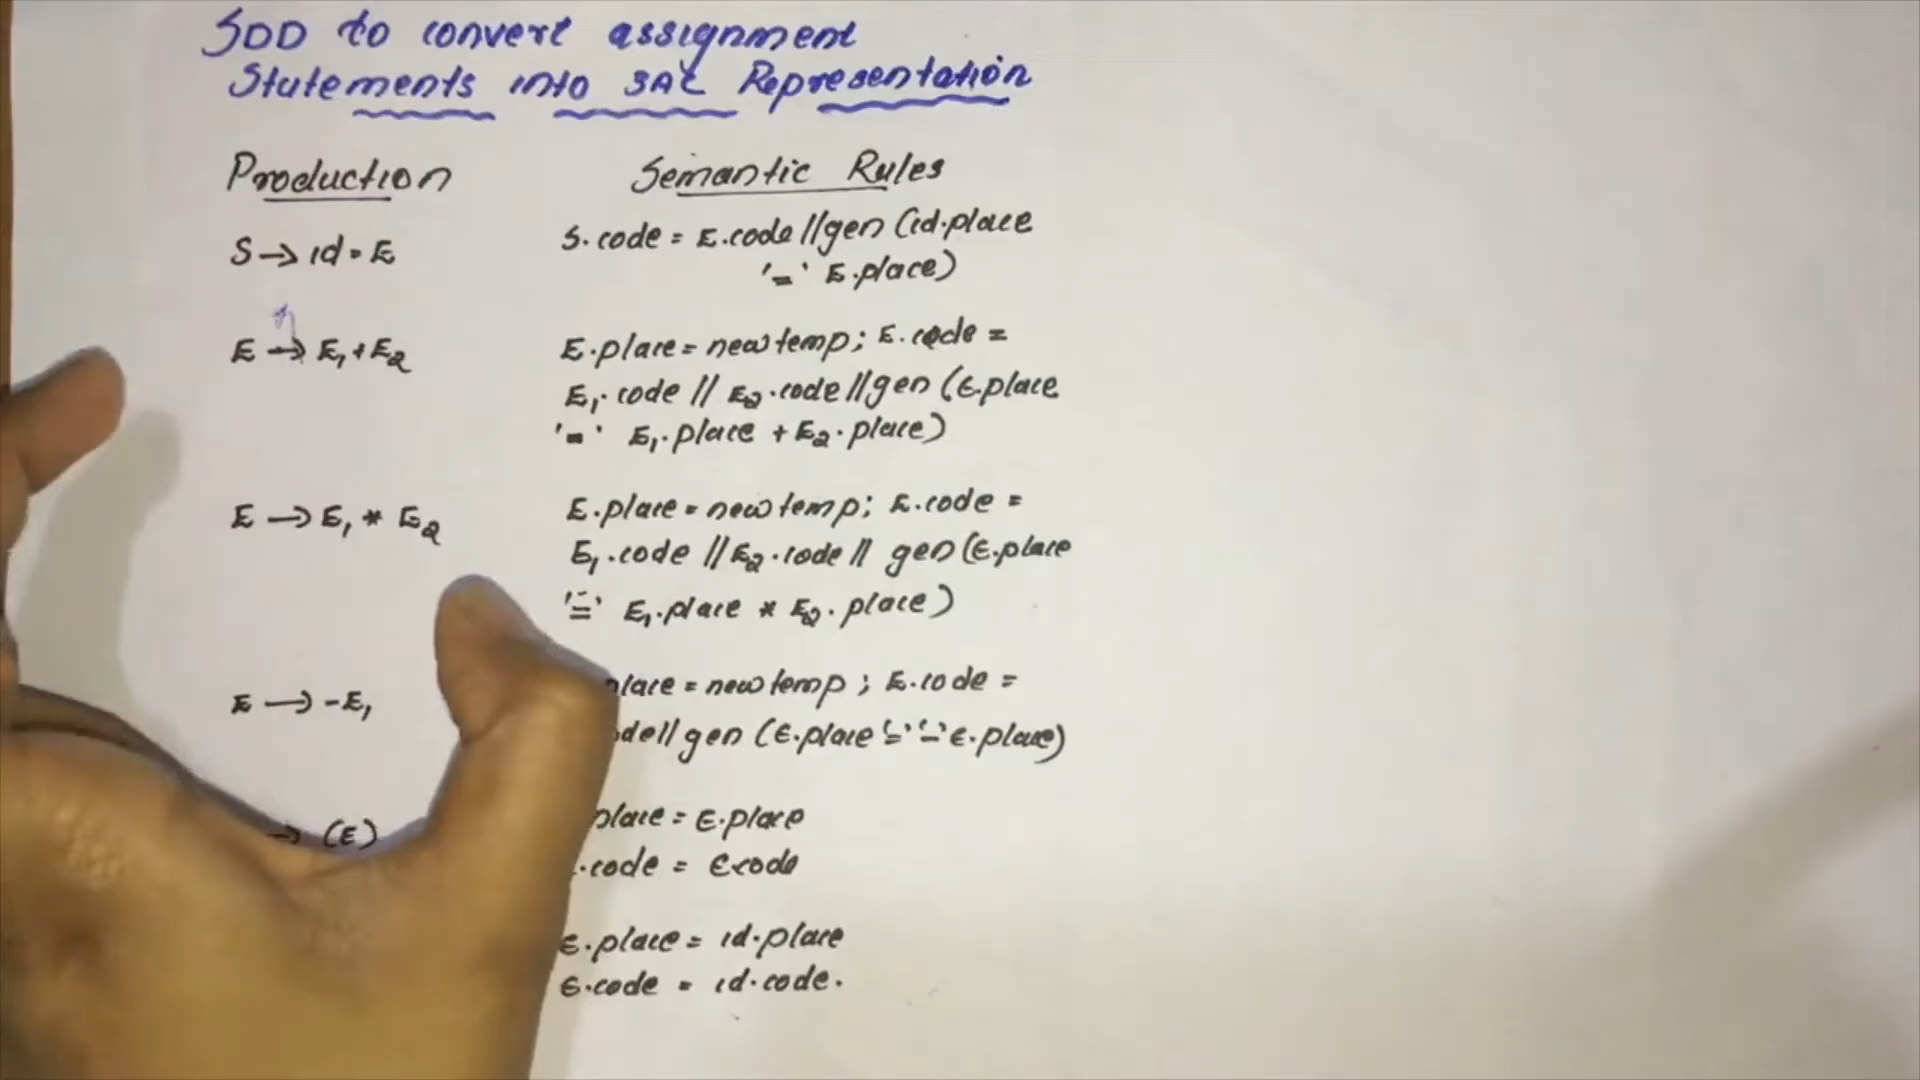 SDD to convert assignment
Statements into 3AC Representation
Production Semantic Rules
S → id = E S.code = E.code // gen (id.place
'=' E.place)
E → E1 + E2 E.place = newtemp; E.code =
E1.code // E2.code // gen (E.place
'=' E1.place + E2.place)
E → E1 * E2 E.place = newtemp; E.code =
E1.code // E2.code // gen (E.place
'=' E1.place * E2.place)
E → -E1 place = newtemp; E.code =
// gen (E.place '=' '-' E.place)
→ (E) place = E.place
.code = E.code
E.place = id.place
E.code = id.code.